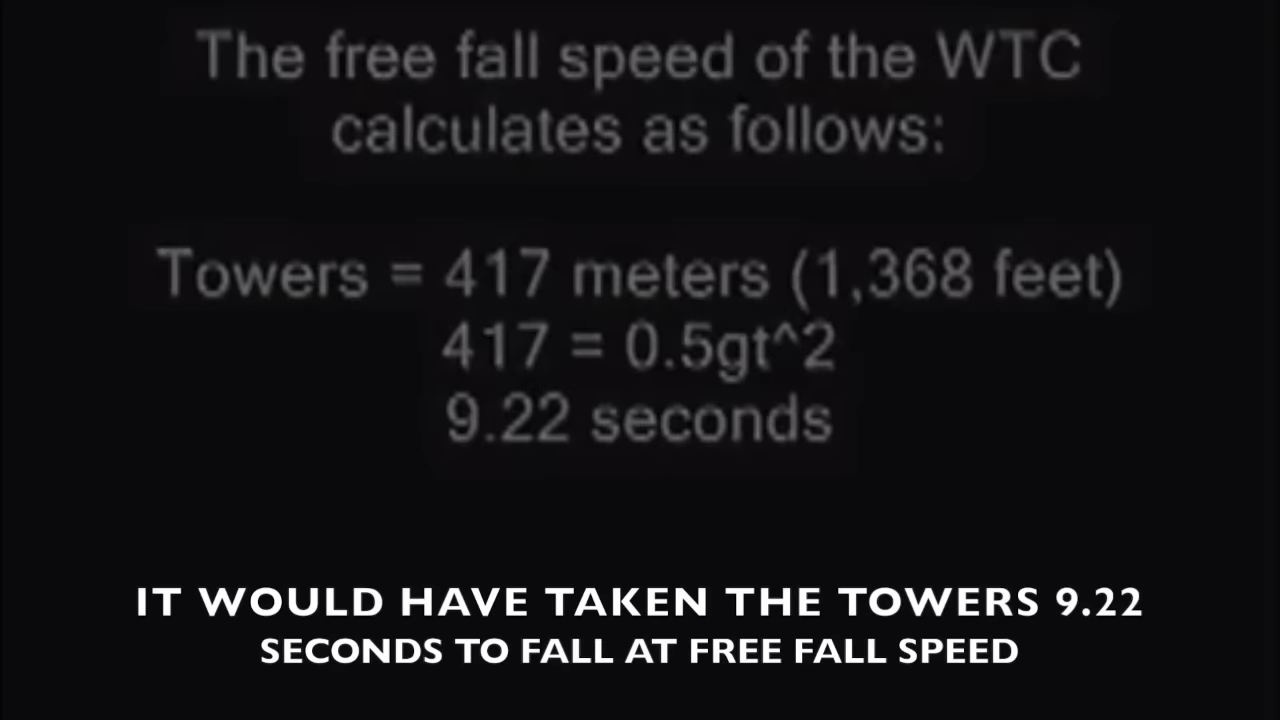 The free fall speed of the WTC
calculates as follows:
Towers = 417 meters (1,368 feet)
417 = 0.5gt^2
9.22 seconds
IT WOULD HAVE TAKEN THE TOWERS 9.22
SECONDS TO FALL AT FREE FALL SPEED